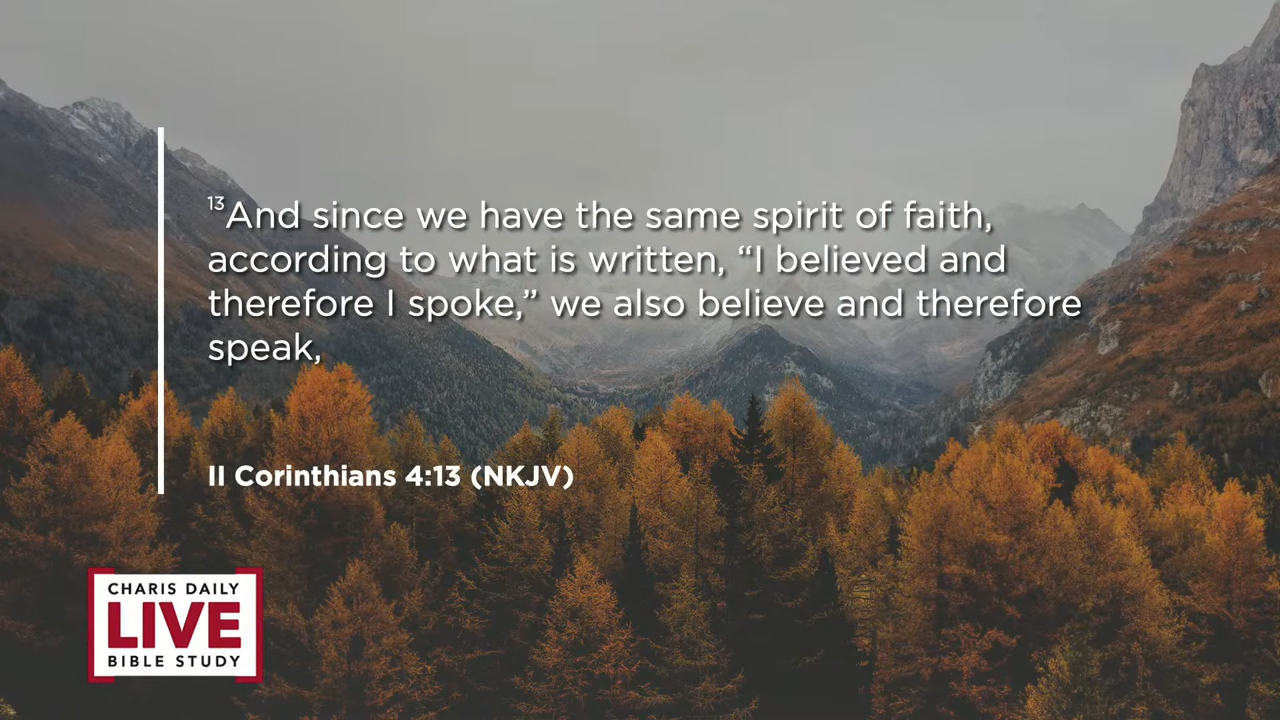 ¹³And since we have the same spirit of faith,
according to what is written, “I believed and
therefore I spoke,” we also believe and therefore
speak,
II Corinthians 4:13 (NKJV)
CHARIS DAILY
LIVE
BIBLE STUDY